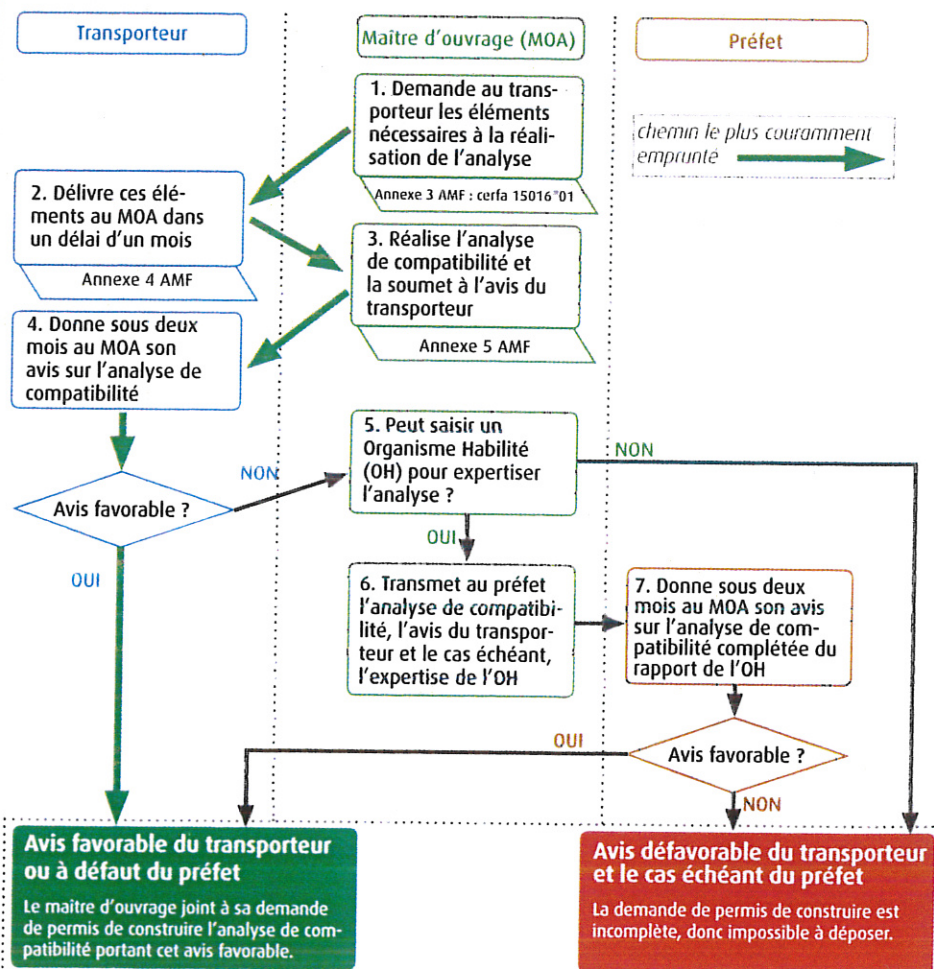 Transporteur
Maître d'ouvrage (MOA)
Préfet
1. Demande au trans-
porteur les éléments
nécessaires à la réali-
sation de l'analyse
Annexe 3 AMF : cerfa 15016*01
chemin le plus couramment
emprunté
2. Délivre ces élé-
ments au MOA dans
un délai d'un mois
Annexe 4 AMF
3. Réalise l'analyse
de compatibilité et
la soumet à l'avis du
transporteur
Annexe 5 AMF
4. Donne sous deux
mois au MOA son
avis sur l'analyse de
compatibilité
5. Peut saisir un
Organisme Habilité
(OH) pour expertiser
l'analyse ?
NON
NON
Avis favorable ?
OUI
OUI
6. Transmet au préfet
l'analyse de compatibi-
lité, l'avis du transpor-
teur et le cas échéant,
l'expertise de l'OH
7. Donne sous deux
mois au MOA son avis
sur l'analyse de com-
patibilité complétée du
rapport de l'OH
OUI
Avis favorable ?
NON
Avis favorable du transporteur
ou à défaut du préfet
Le maître d'ouvrage joint à sa demande
de permis de construire l'analyse de com-
patibilité portant cet avis favorable.
Avis défavorable du transporteur
et le cas échéant du préfet
La demande de permis de construire est
incomplète, donc impossible à déposer.